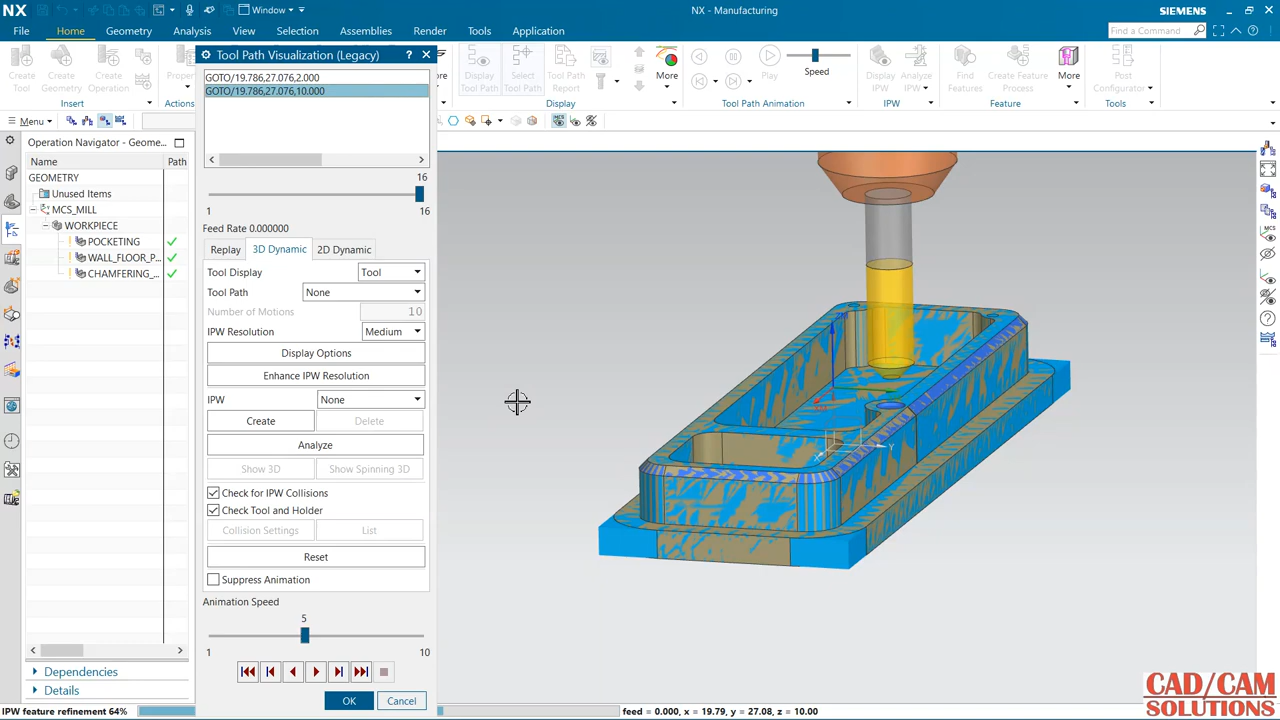 NX
Window
NX - Manufacturing
SIEMENS
File
Home
Geometry
Analysis
View
Selection
Assemblies
Render
Tools
Application
Find a Command
Tool Path Visualization (Legacy)
Create Tool
Create Geometry
Create Operation
Properties
Insert
Actions
Display Tool Path
Select Path
Tool Path Report
More
Display
Play
Speed
Tool Path Animation
Display IPW
Analyze IPW
IPW
Find Features
Create Feature Process
More
Feature
Post Configurator
Tools
GOTO/19.786,27.076,2.000
GOTO/19.786,27.076,10.000
Menu
Operation Navigator - Geome...
Name
Path
GEOMETRY
Unused Items
MCS_MILL
WORKPIECE
POCKETING
WALL_FLOOR_P...
CHAMFERING_...
16
1
16
Feed Rate 0.000000
Replay
3D Dynamic
2D Dynamic
Tool Display
Tool
Tool Path
None
Number of Motions
10
IPW Resolution
Medium
Display Options
Enhance IPW Resolution
IPW
None
Create
Delete
Analyze
Show 3D
Show Spinning 3D
Check for IPW Collisions
Check Tool and Holder
Collision Settings
List
Reset
Suppress Animation
Animation Speed
5
1
10
OK
Cancel
Y
Dependencies
Details
IPW feature refinement 64%
feed = 0.000, x = 19.79, y = 27.08, z = 10.00
CAD/CAM
SOLUTIONS